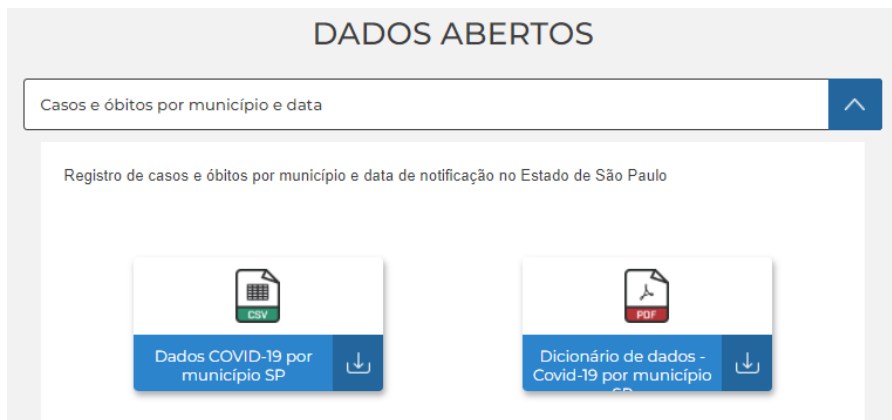 DADOS ABERTOS
Casos e óbitos por município e data
Registro de casos e óbitos por município e data de notificação no Estado de São Paulo
CSV
Dados COVID-19 por
município SP
PDF
Dicionário de dados -
Covid-19 por município
SP